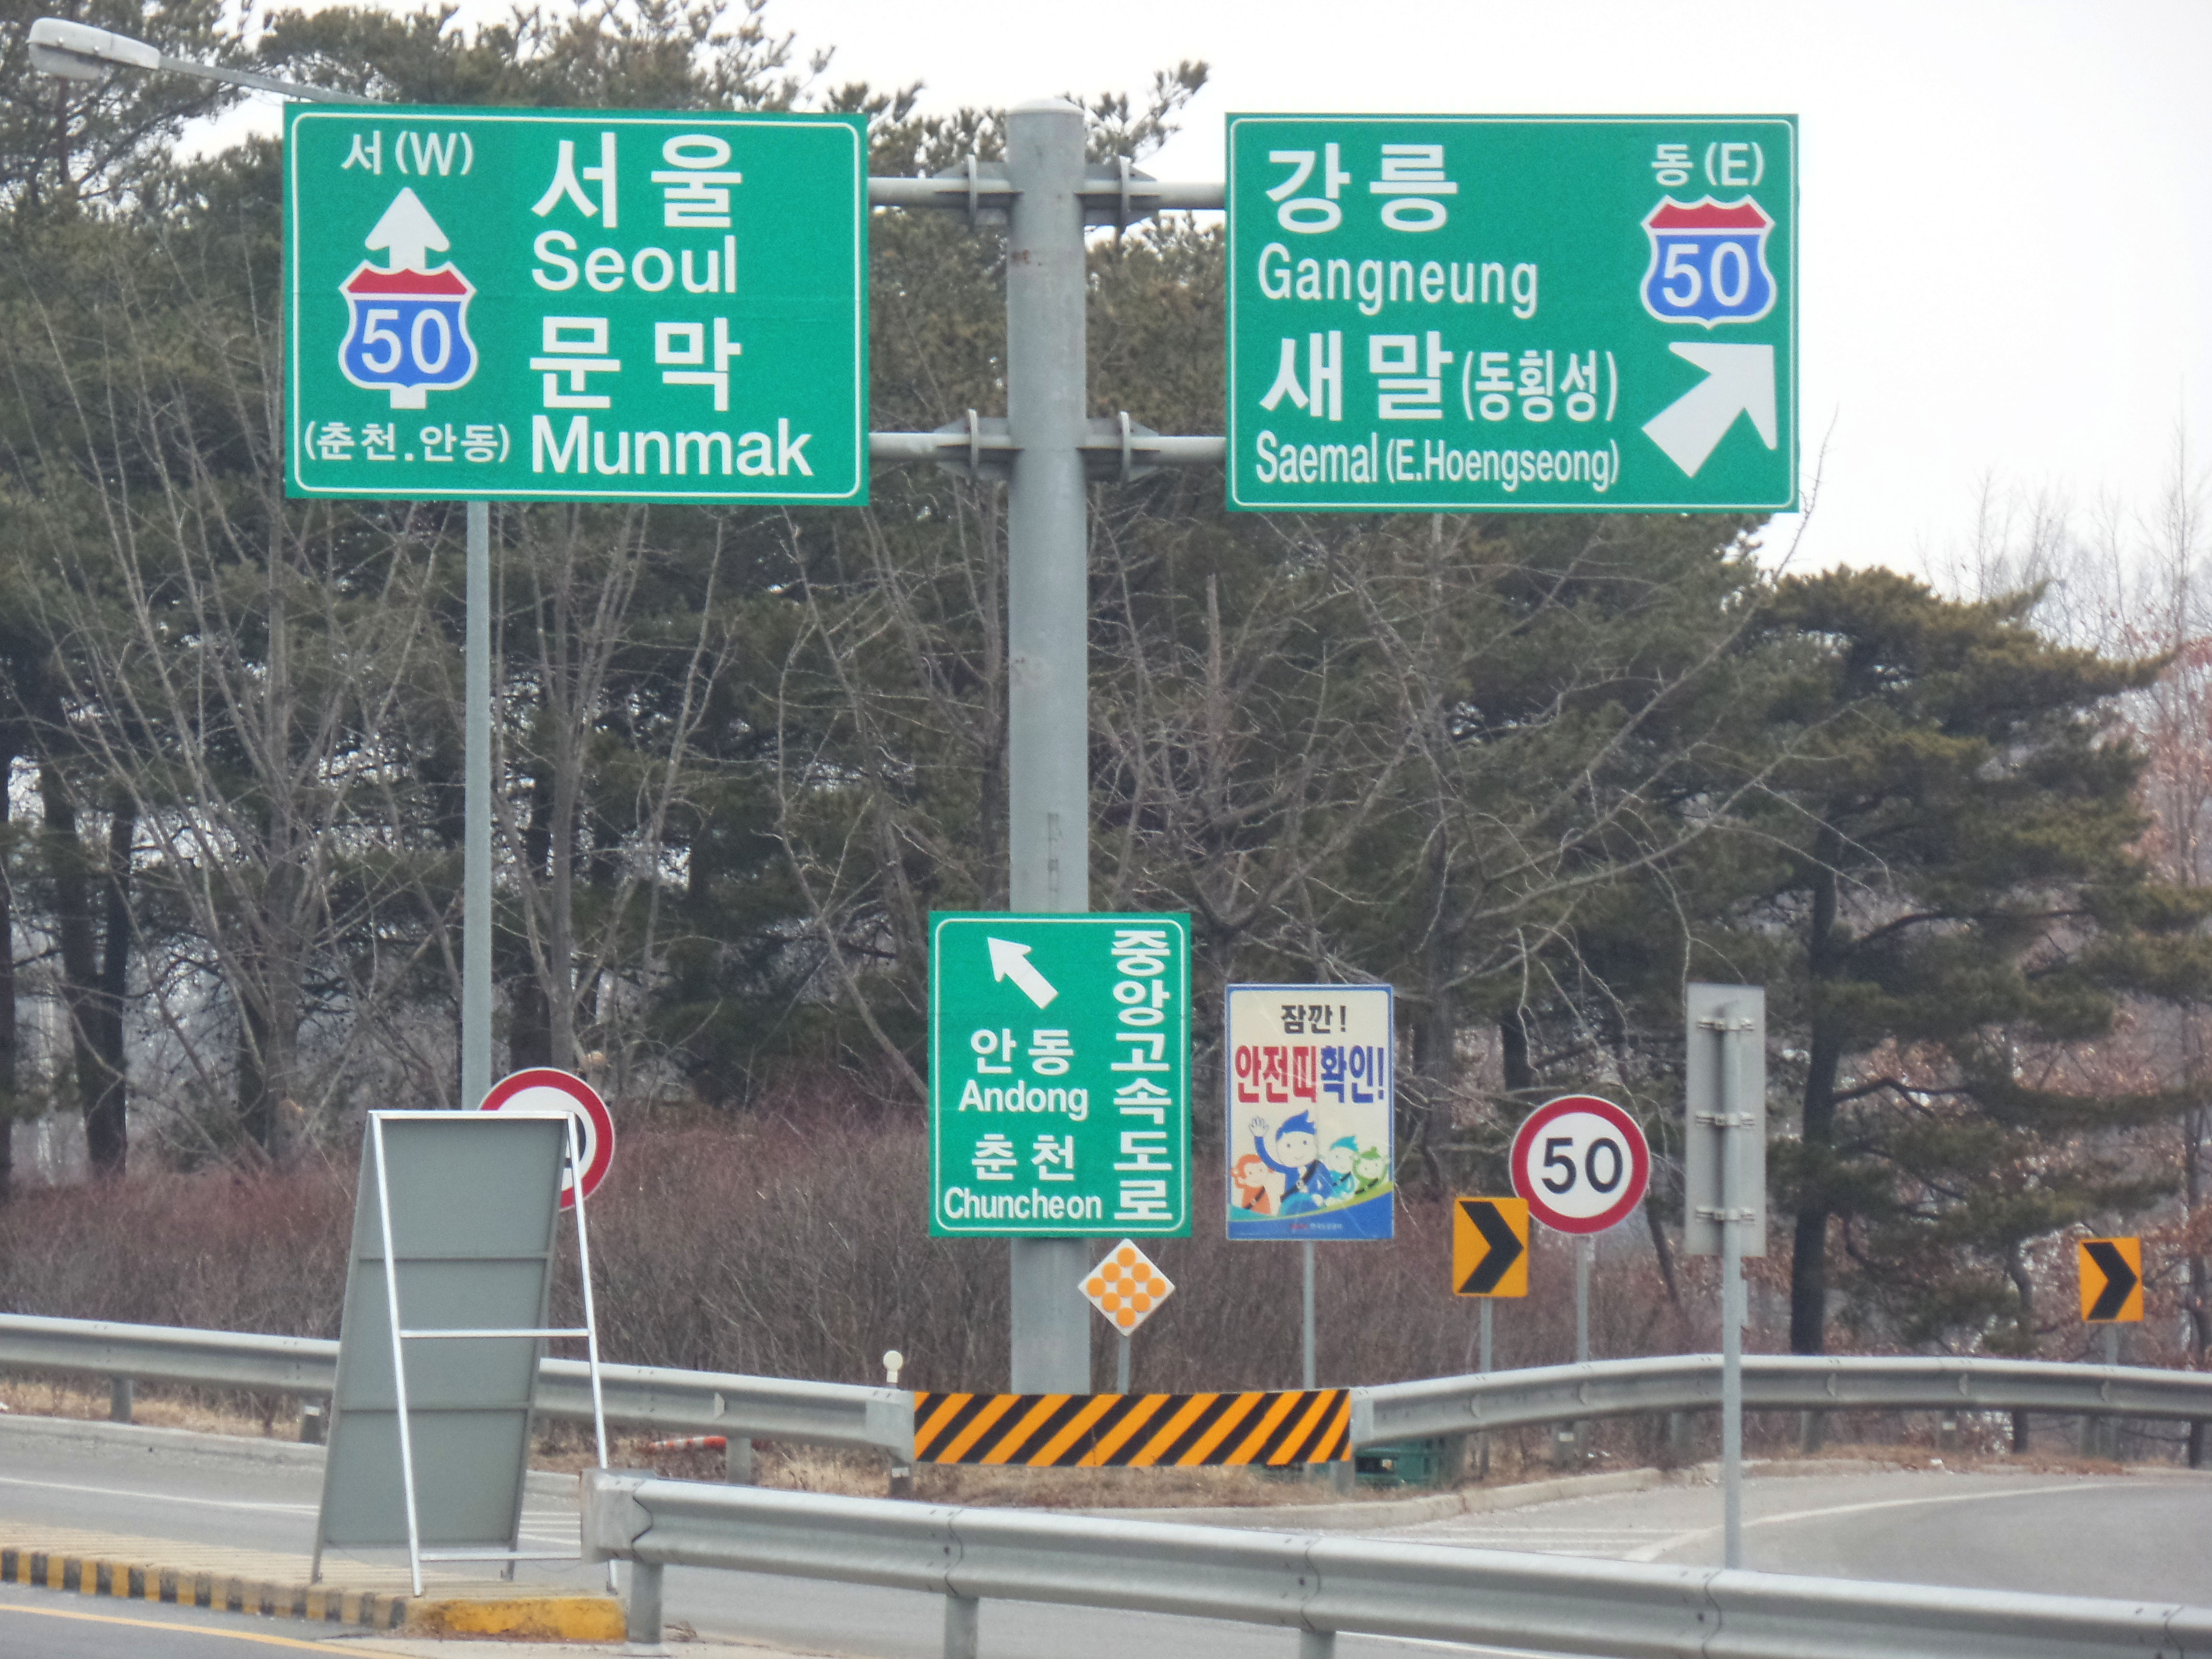 서(W)
50
(춘천.안동)
서울
Seoul
문막
Munmak
강릉
Gangneung
새말(동횡성)
Saemal (E.Hoengseong)
동(E)
50
안동
Andong
춘천
Chuncheon
중앙고속도로
잠깐!
안전띠확인!
50